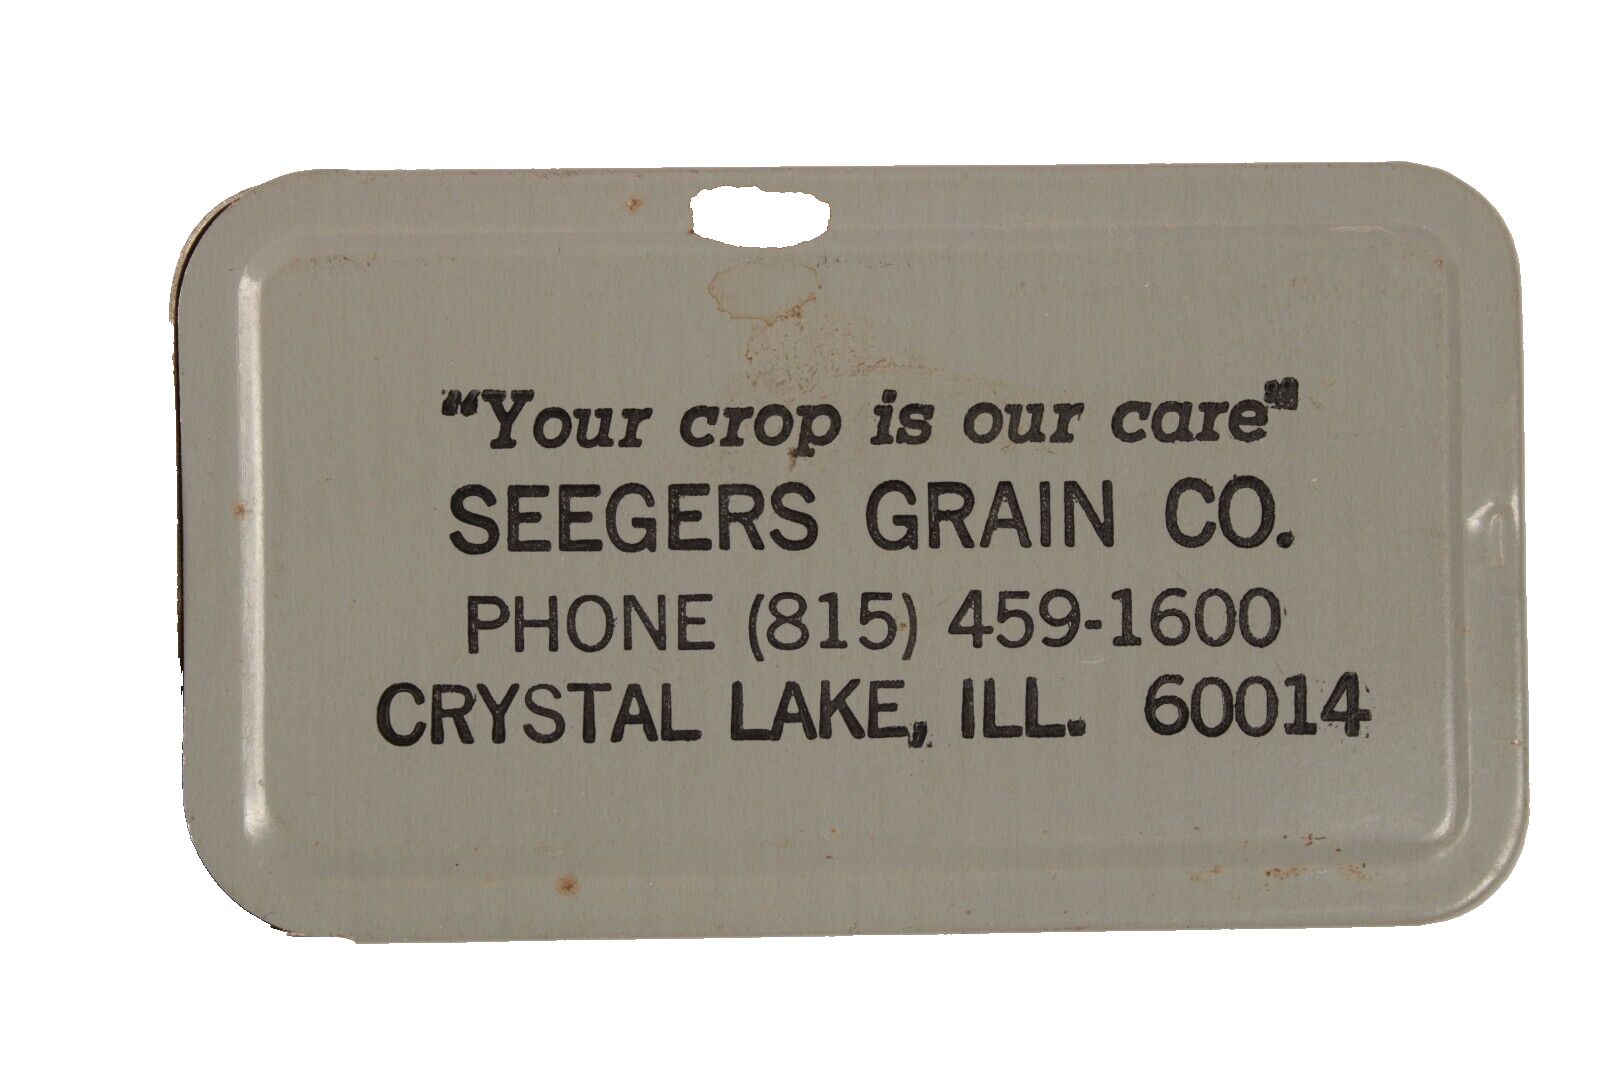 "Your crop is our care"
SEEGERS GRAIN CO.
PHONE (815) 459-1600
CRYSTAL LAKE, ILL. 60014